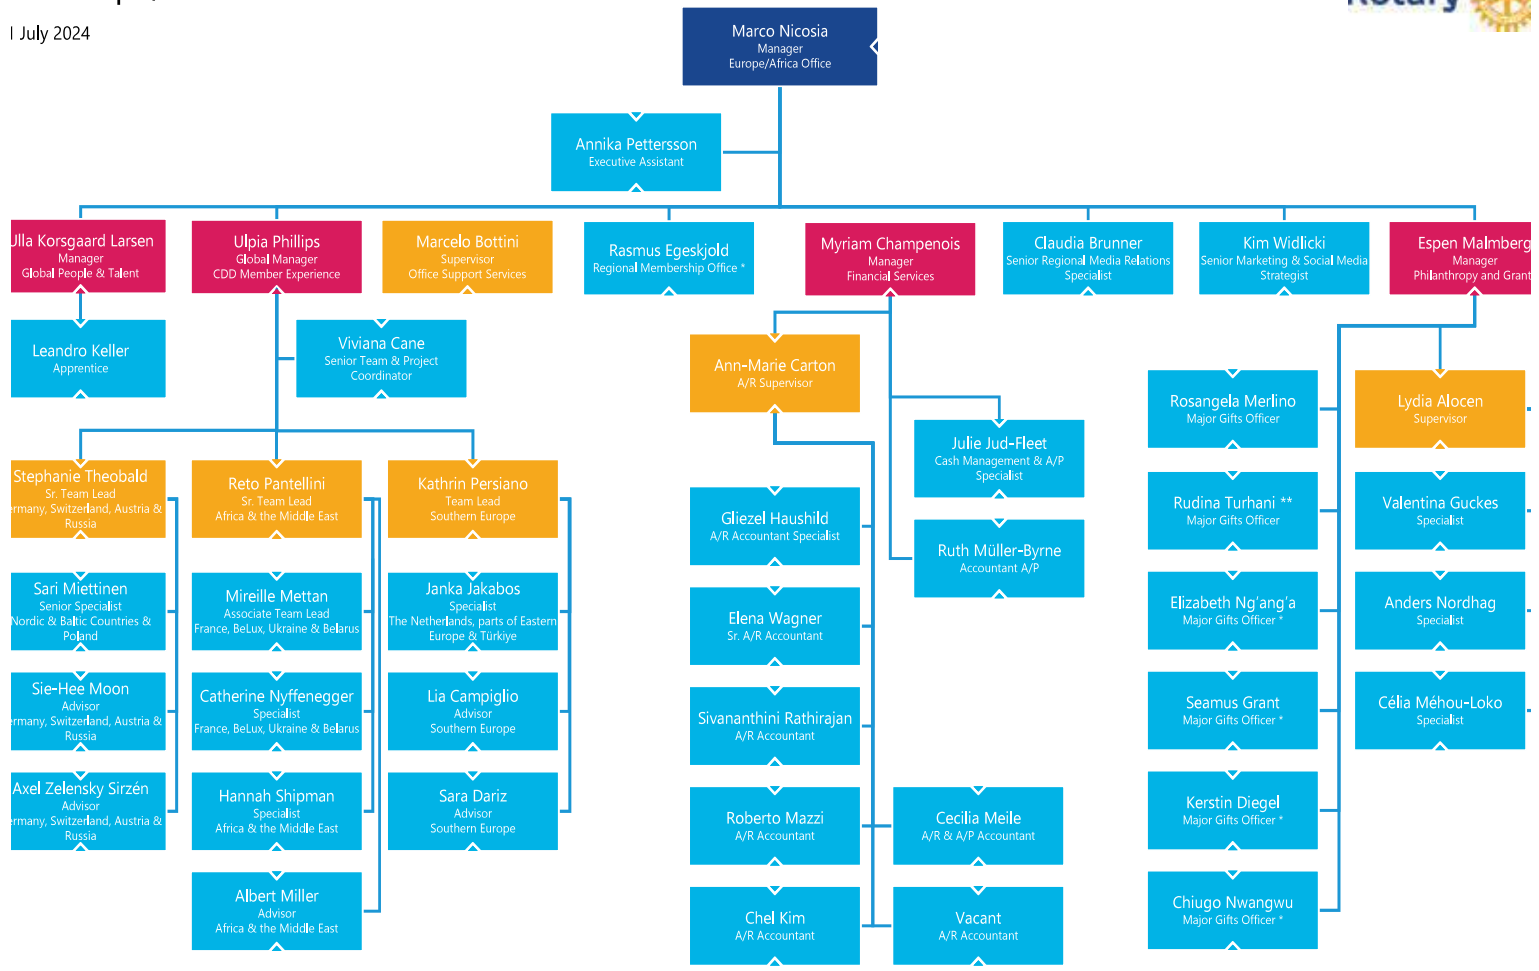 July 2024
Marco Nicosia
Manager
Europe/Africa Office
Annika Pettersson
Executive Assistant
Ulla Korsgaard Larsen
Manager
Global People & Talent
Ulpia Phillips
Global Manager
CDD Member Experience
Marcelo Bottini
Supervisor
Office Support Services
Rasmus Egeskjold
Regional Membership Office *
Myriam Champenois
Manager
Financial Services
Claudia Brunner
Senior Regional Media Relations
Specialist
Kim Widlicki
Senior Marketing & Social Media
Strategist
Espen Malmberg
Manager
Philanthropy and Grant
Leandro Keller
Apprentice
Viviana Cane
Senior Team & Project
Coordinator
Stephanie Theobald
Sr. Team Lead
ermany, Switzerland, Austria &
Russia
Sari Miettinen
Senior Specialist
Nordic & Baltic Countries &
Poland
Sie-Hee Moon
Advisor
ermany, Switzerland, Austria &
Russia
Axel Zelensky Sirzén
Advisor
ermany, Switzerland, Austria &
Russia
Reto Pantellini
Sr. Team Lead
Africa & the Middle East
Mireille Mettan
Associate Team Lead
France, BeLux, Ukraine & Belarus
Catherine Nyffenegger
Specialist
France, BeLux, Ukraine & Belarus
Hannah Shipman
Specialist
Africa & the Middle East
Albert Miller
Advisor
Africa & the Middle East
Kathrin Persiano
Team Lead
Southern Europe
Janka Jakabos
Specialist
The Netherlands, parts of Eastern
Europe & Türkiye
Lia Campiglio
Advisor
Southern Europe
Sara Dariz
Advisor
Southern Europe
Ann-Marie Carton
A/R Supervisor
Julie Jud-Fleet
Cash Management & A/P
Specialist
Ruth Müller-Byrne
Accountant A/P
Gliezel Haushild
A/R Accountant Specialist
Elena Wagner
Sr. A/R Accountant
Sivananthini Rathirajan
A/R Accountant
Roberto Mazzi
A/R Accountant
Cecilia Meile
A/R & A/P Accountant
Chel Kim
A/R Accountant
Vacant
A/R Accountant
Rosangela Merlino
Major Gifts Officer
Rudina Turhani **
Major Gifts Officer
Elizabeth Ng'ang'a
Major Gifts Officer *
Seamus Grant
Major Gifts Officer *
Kerstin Diegel
Major Gifts Officer *
Chiugo Nwangwu
Major Gifts Officer *
Lydia Alocen
Supervisor
Valentina Guckes
Specialist
Anders Nordhag
Specialist
Célia Méhou-Loko
Specialist
Rotary